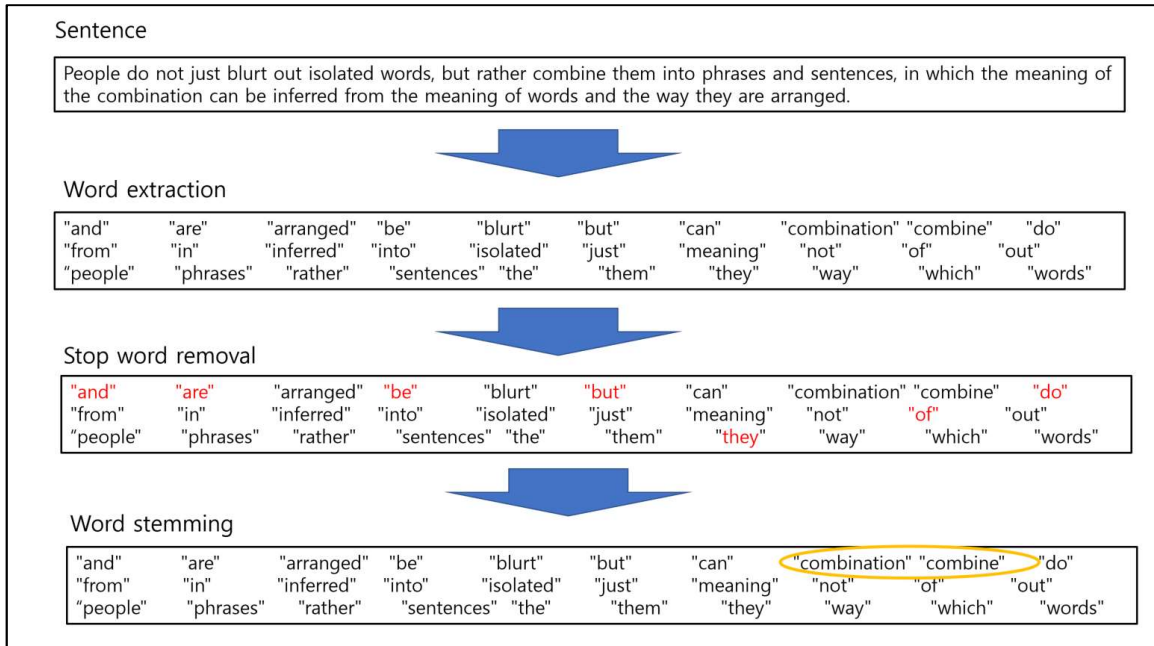 Sentence
People do not just blurt out isolated words, but rather combine them into phrases and sentences, in which the meaning of
the combination can be inferred from the meaning of words and the way they are arranged.
Word extraction
"and" "are" "arranged" "be" "blurt" "but" "can" "combination" "combine" "do"
"from" "in" "inferred" "into" "isolated" "just" "meaning" "not" "of" "out"
“people" "phrases" "rather" "sentences" "the" "them" "they" "way" "which" "words"
Stop word removal
"and" "are" "arranged" "be" "blurt" "but" "can" "combination" "combine" "do"
"from" "in" "inferred" "into" "isolated" "just" "meaning" "not" "of" "out"
“people" "phrases" "rather" "sentences" "the" "them" "they" "way" "which" "words"
Word stemming
"and" "are" "arranged" "be" "blurt" "but" "can" "combination" "combine" "do"
"from" "in" "inferred" "into" "isolated" "just" "meaning" "not" "of" "out"
“people" "phrases" "rather" "sentences" "the" "them" "they" "way" "which" "words"